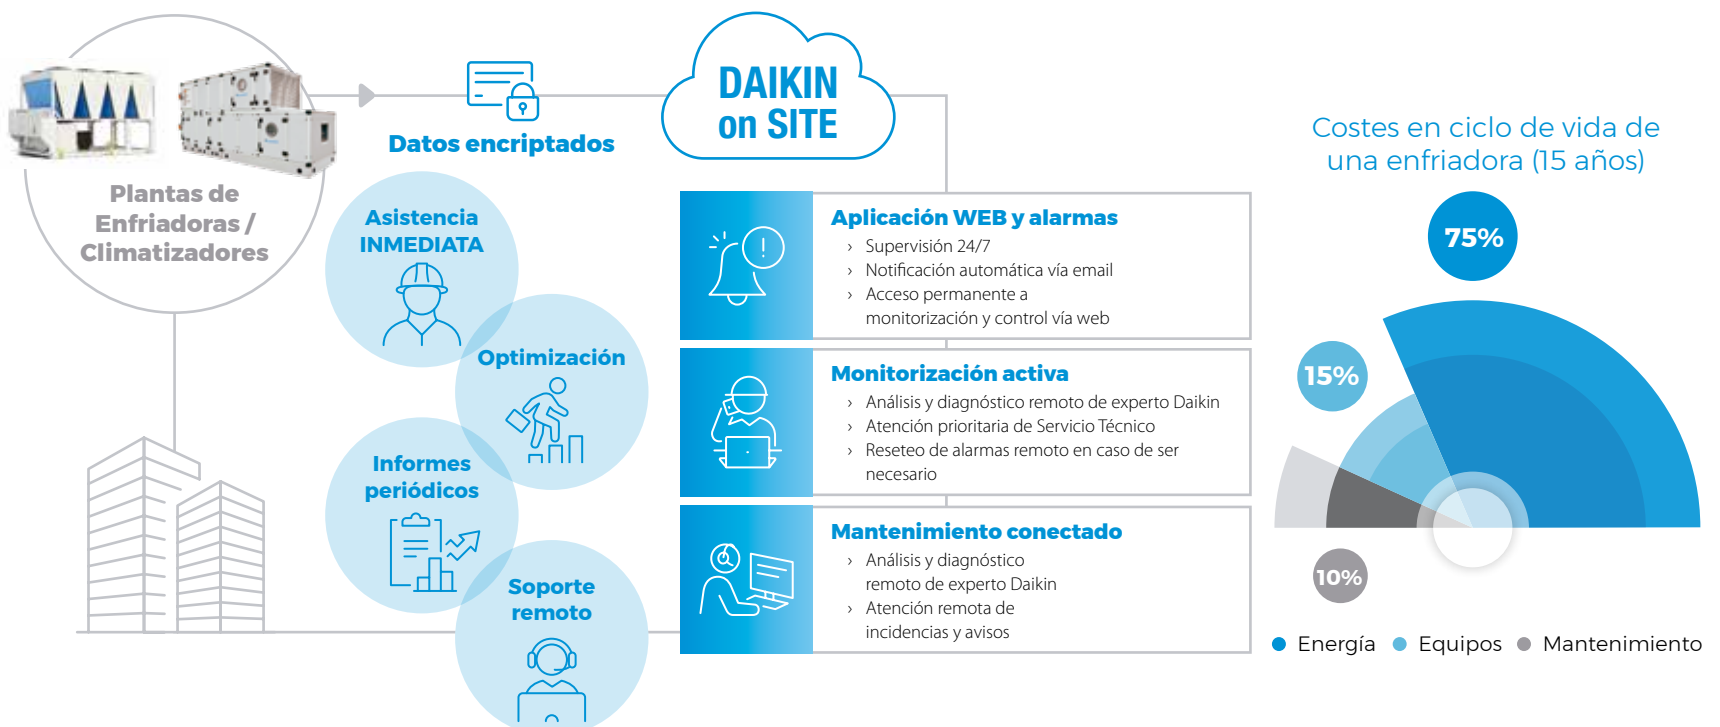 Plantas de
Enfriadoras /
Climatizadores
Datos encriptados
DAIKIN
on SITE
Asistencia
INMEDIATA
Optimización
Informes
periódicos
Soporte
remoto
Aplicación WEB y alarmas
› Supervisión 24/7
› Notificación automática vía email
› Acceso permanente a
monitorización y control vía web
Monitorización activa
› Análisis y diagnóstico remoto de experto Daikin
› Atención prioritaria de Servicio Técnico
› Reseteo de alarmas remoto en caso de ser
necesario
Mantenimiento conectado
› Análisis y diagnóstico
remoto de experto Daikin
› Atención remota de
incidencias y avisos
Costes en ciclo de vida de
una enfriadora (15 años)
75%
15%
10%
Energía Equipos Mantenimiento